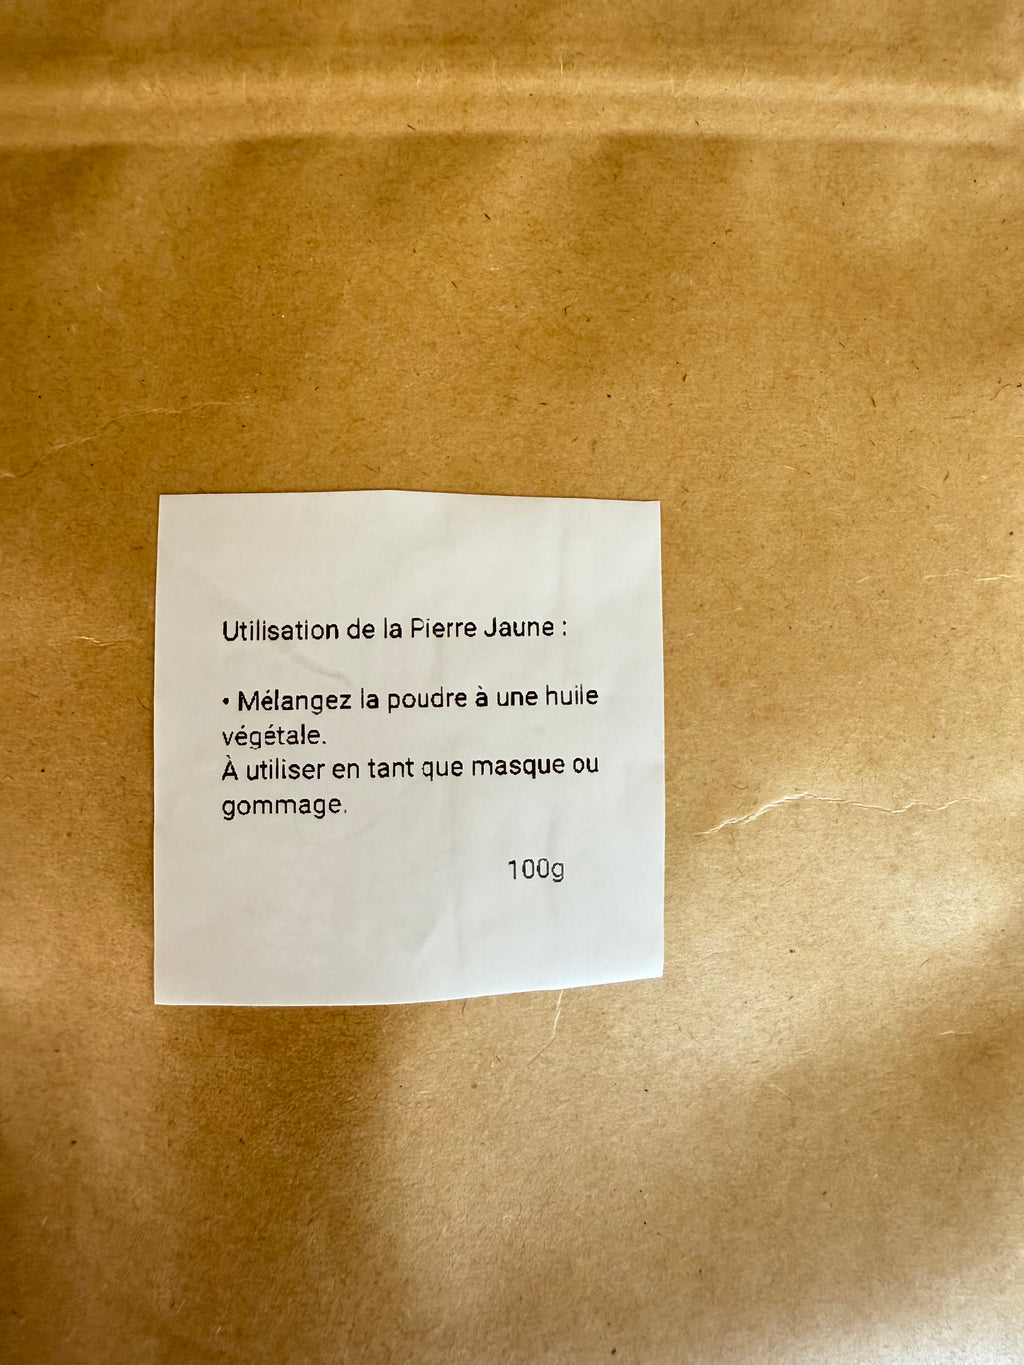 Utilisation de la Pierre Jaune :
• Mélangez la poudre à une huile
végétale.
À utiliser en tant que masque ou
gommage.
100g